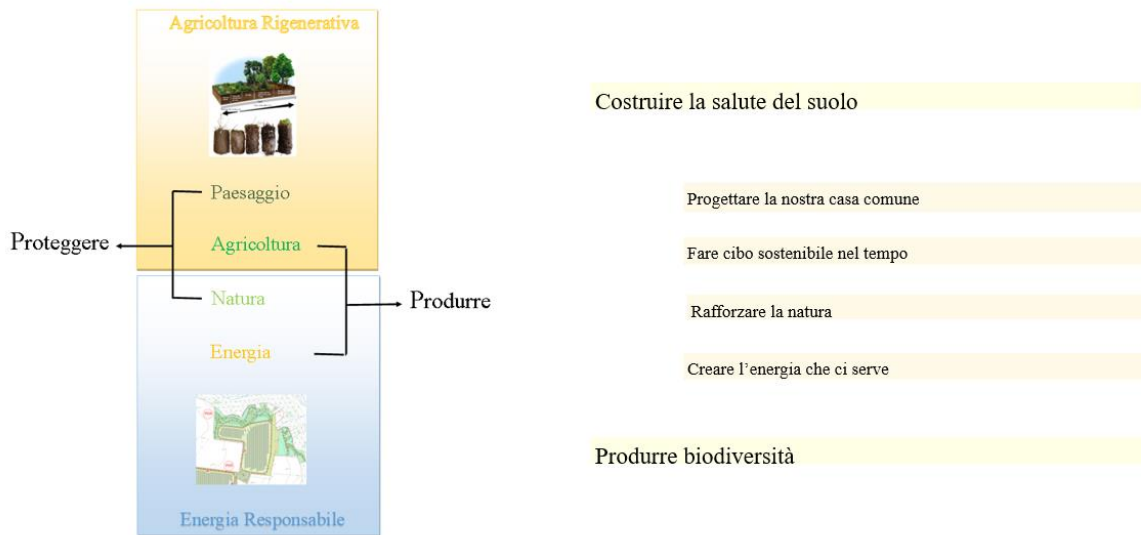 Agricoltura Rigenerativa
Paesaggio
Proteggere
Agricoltura
Natura
Produrre
Energia
Energia Responsabile
Costruire la salute del suolo
Progettare la nostra casa comune
Fare cibo sostenibile nel tempo
Rafforzare la natura
Creare l’energia che ci serve
Produrre biodiversità